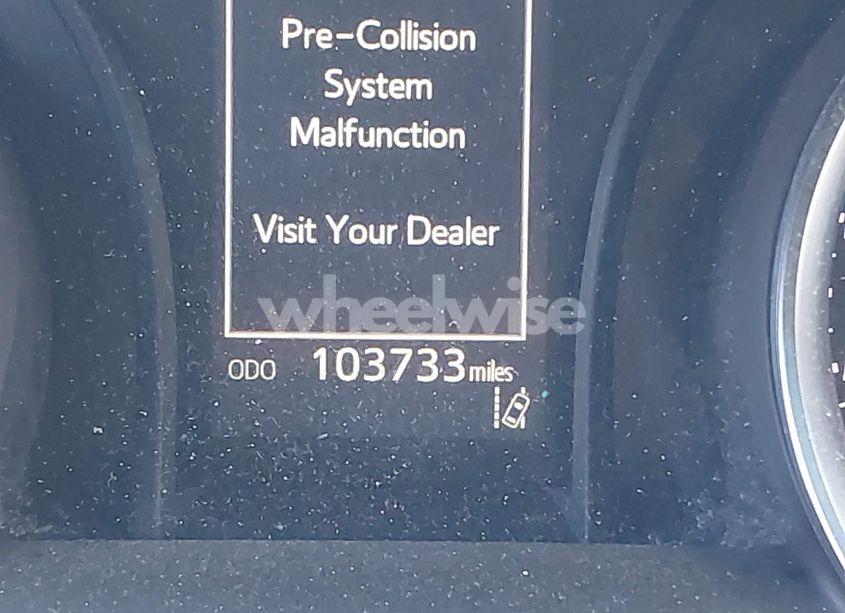 Pre-Collision
System
Malfunction
Visit Your Dealer
wheelwise
ODO 103733 miles